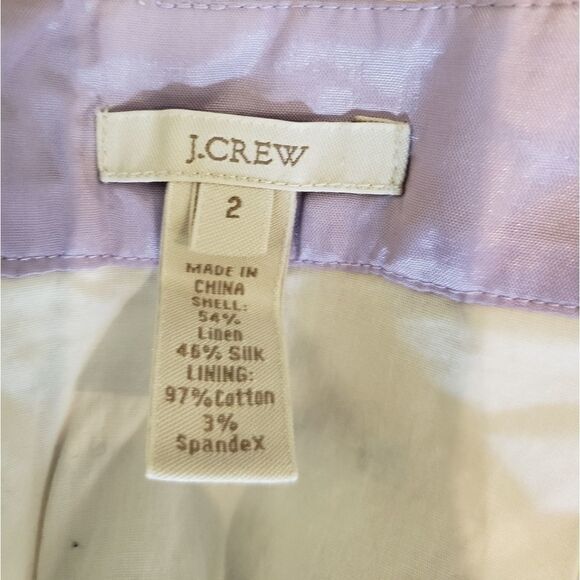 J.CREW
2
MADE IN
CHINA
SHELL:
54%
Linen
46% Silk
LINING:
97% Cotton
3%
Spandex